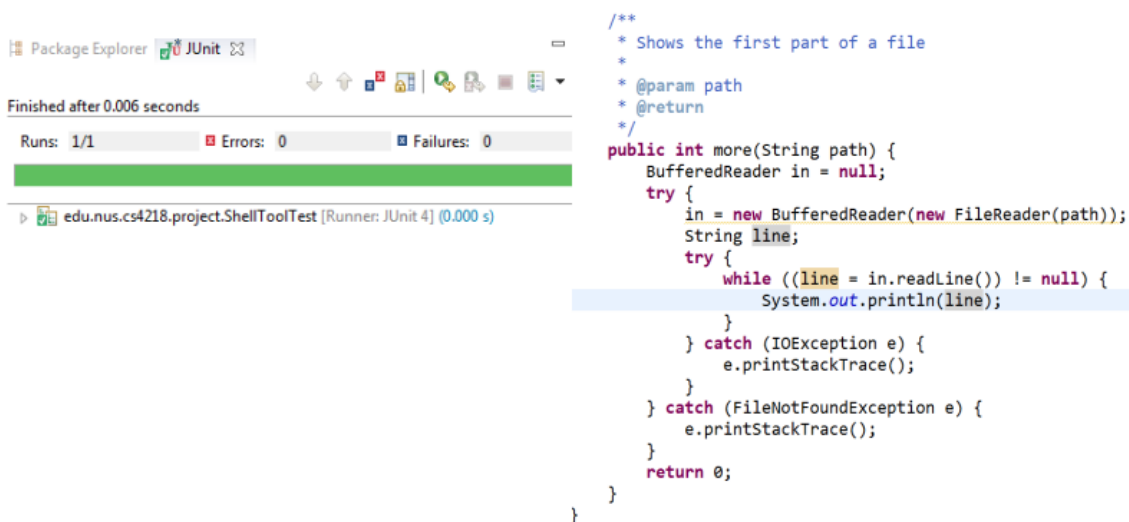 Package Explorer JUnit
Finished after 0.006 seconds
Runs: 1/1 Errors: 0 Failures: 0
edu.nus.cs4218.project.ShellToolTest [Runner: JUnit 4] (0.000 s)
/**
 * Shows the first part of a file
 *
 * @param path
 * @return
 */
public int more(String path) {
    BufferedReader in = null;
    try {
        in = new BufferedReader(new FileReader(path));
        String line;
        try {
            while ((line = in.readLine()) != null) {
                System.out.println(line);
            }
        } catch (IOException e) {
            e.printStackTrace();
        }
    } catch (FileNotFoundException e) {
        e.printStackTrace();
    }
    return 0;
}
}